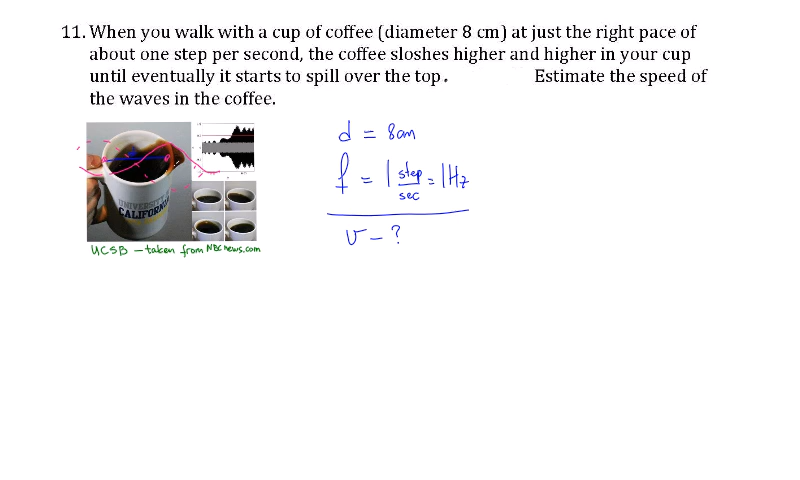 11. When you walk with a cup of coffee (diameter 8 cm) at just the right pace of
about one step per second, the coffee sloshes higher and higher in your cup
until eventually it starts to spill over the top. Estimate the speed of
the waves in the coffee.
d = 8cm
f = 1 step/sec = 1Hz
v - ?
UNIVERSITY
CALIFORNIA
UCSB - taken from NBCnews.com